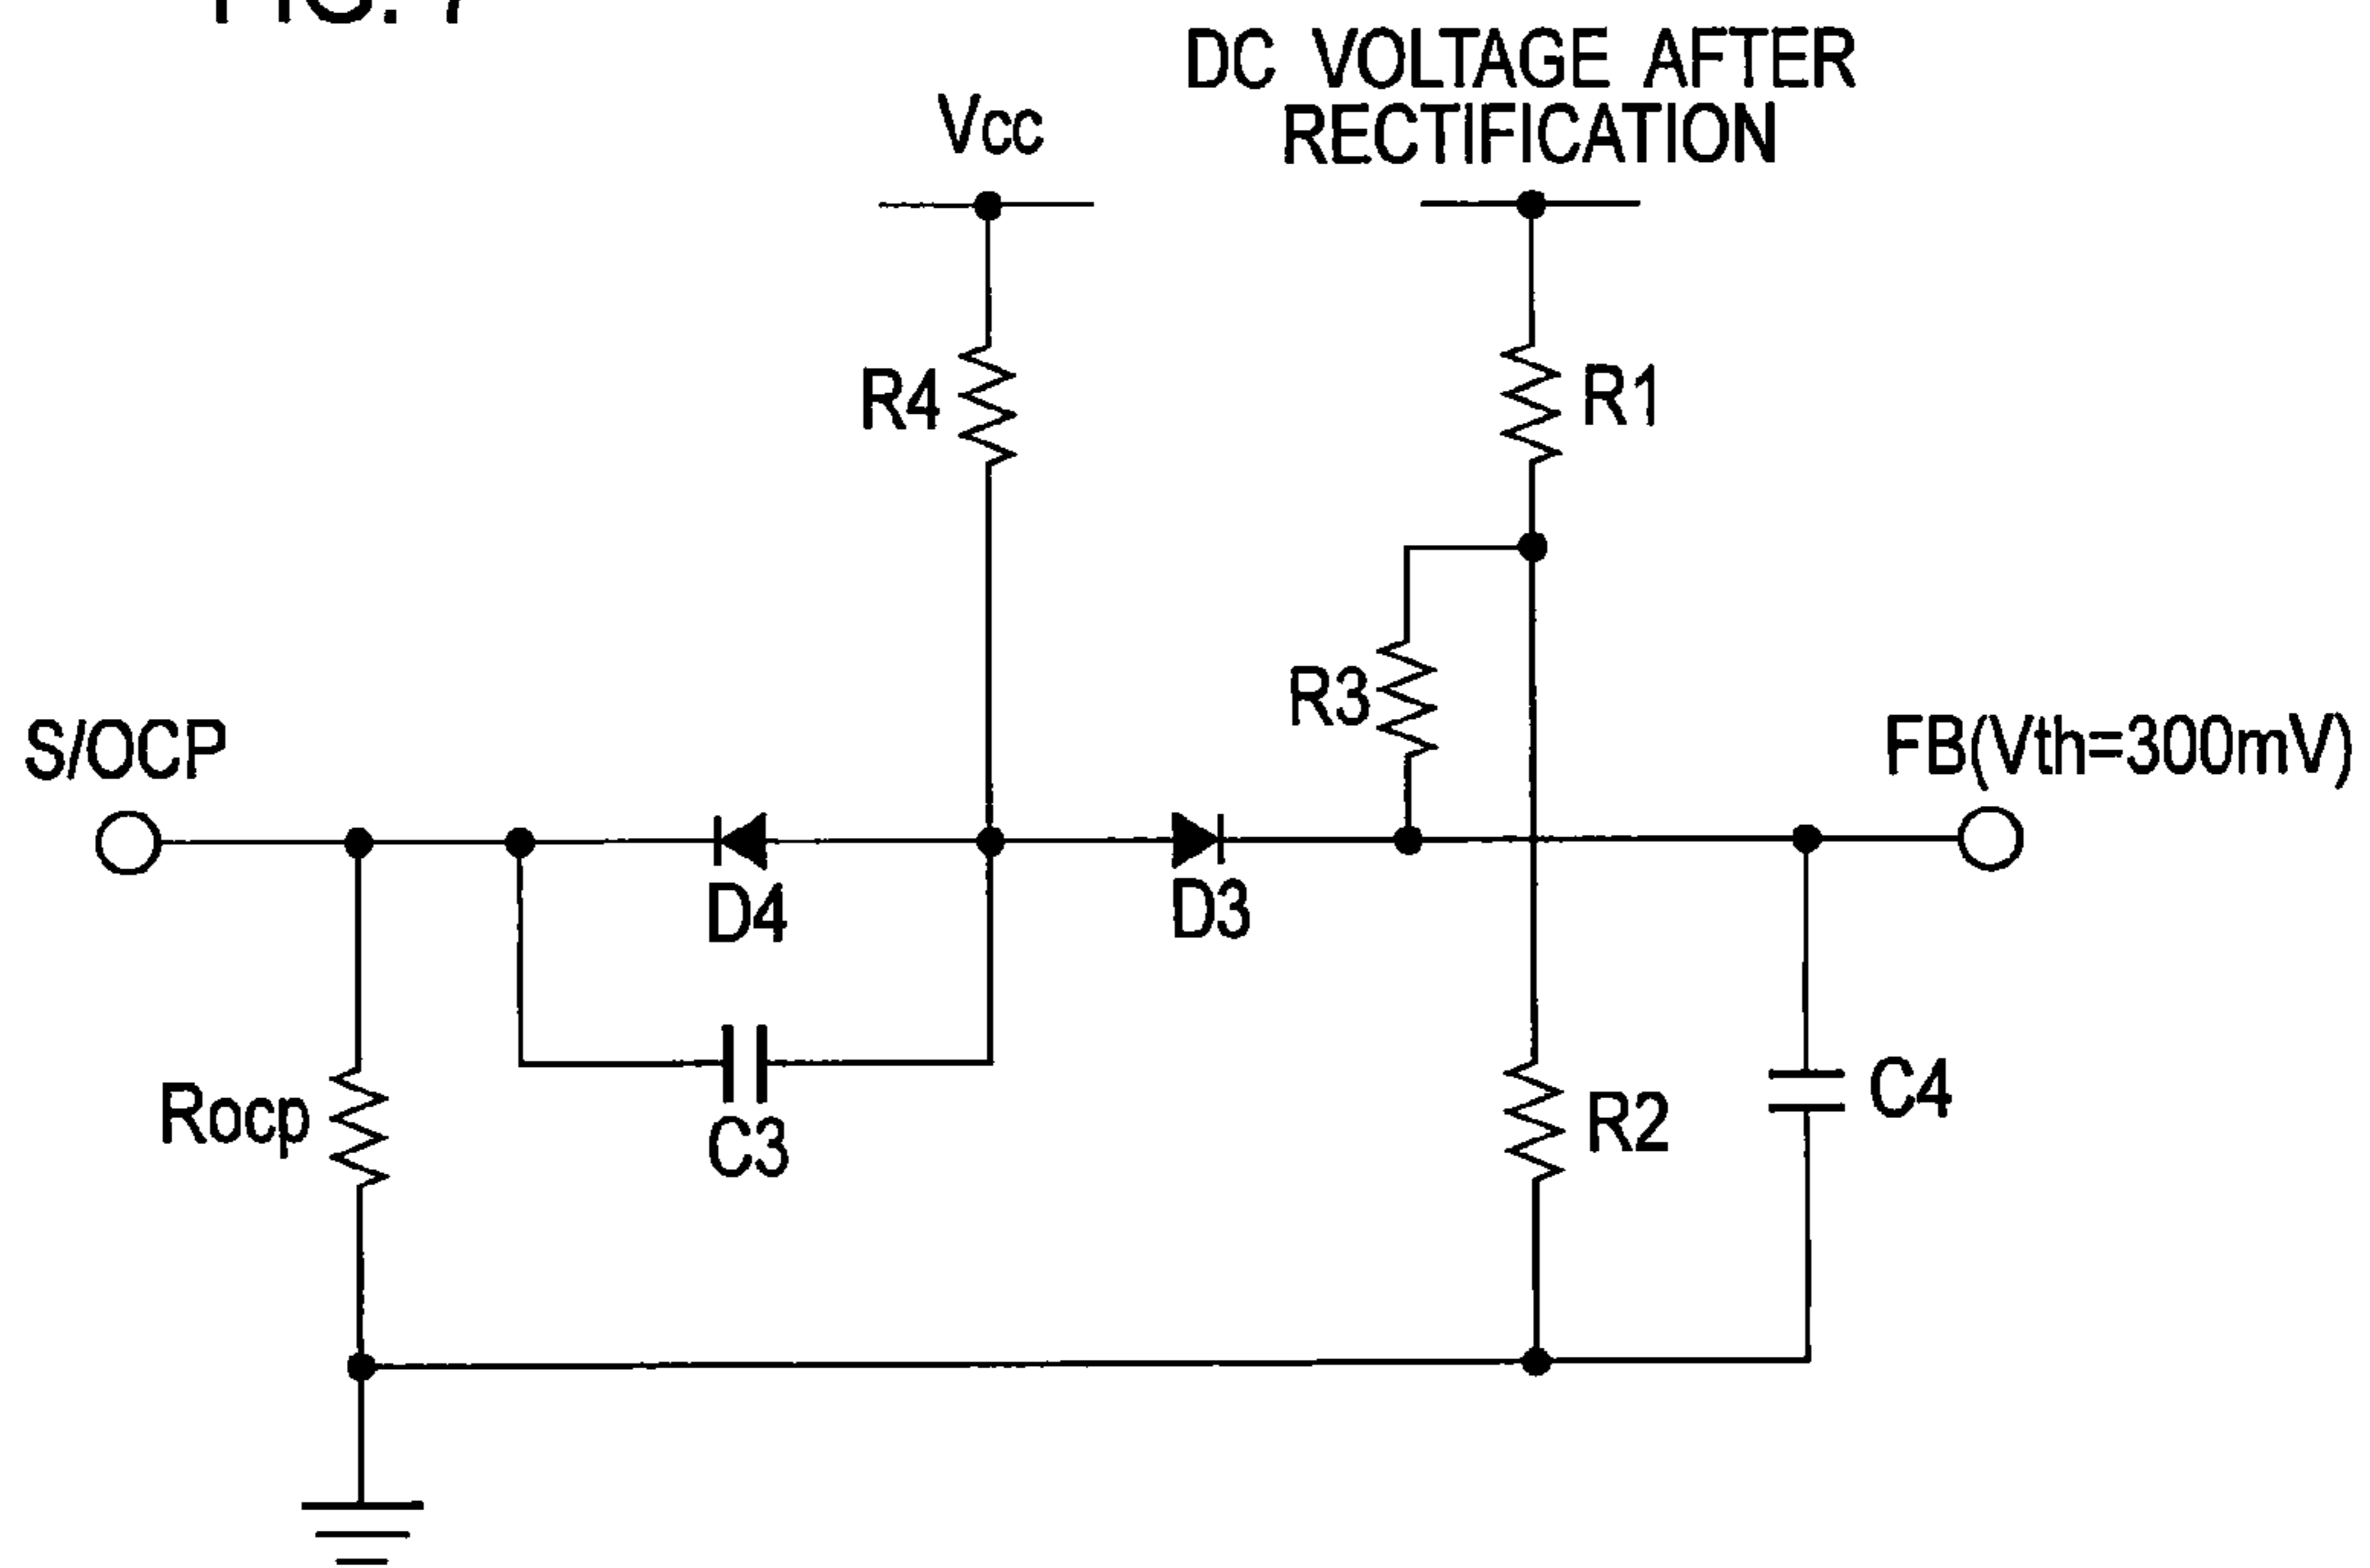 DC VOLTAGE AFTER
RECTIFICATION
Vcc
R4
R1
R3
S/OCP
FB(Vth=300mV)
D4
D3
Rocp
C3
R2
C4